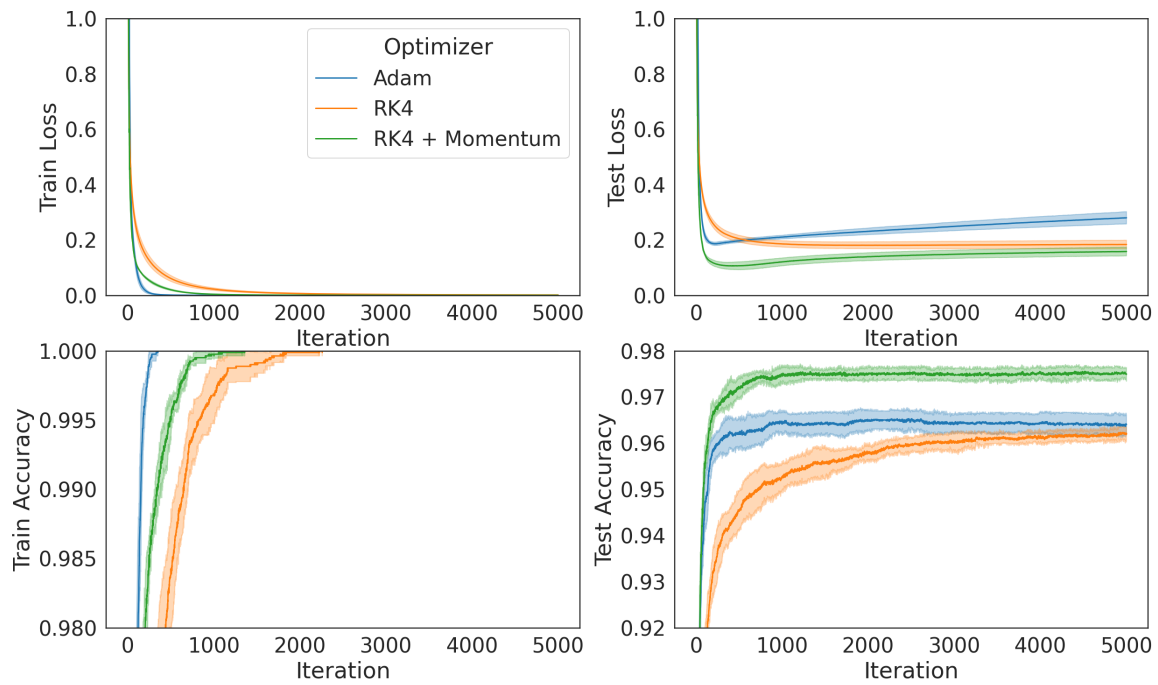 1.0
0.8
0.6
0.4
0.2
0.0
Train Loss
0 1000 2000 3000 4000 5000
Iteration
Optimizer
Adam
RK4
RK4 + Momentum
1.0
0.8
0.6
0.4
0.2
0.0
Test Loss
0 1000 2000 3000 4000 5000
Iteration
1.000
0.995
0.990
0.985
0.980
Train Accuracy
0 1000 2000 3000 4000 5000
Iteration
0.98
0.97
0.96
0.95
0.94
0.93
0.92
Test Accuracy
0 1000 2000 3000 4000 5000
Iteration